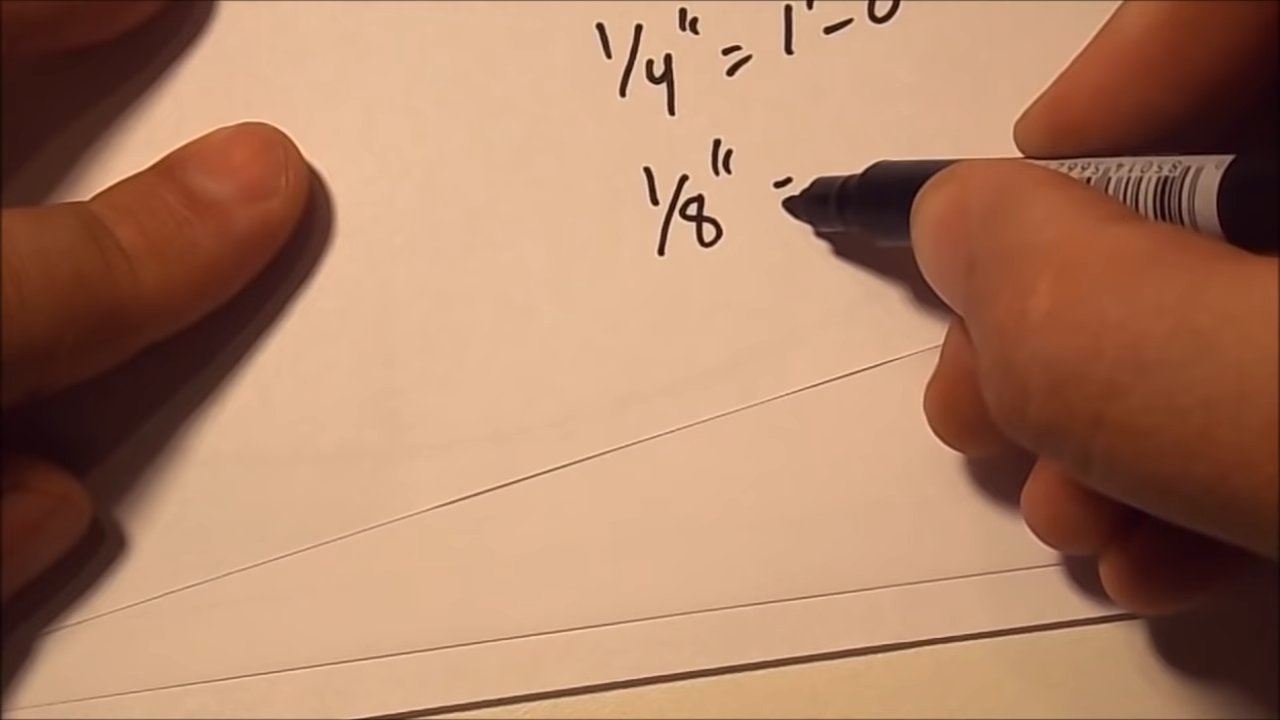 1/4" = 1'-0
1/8" =